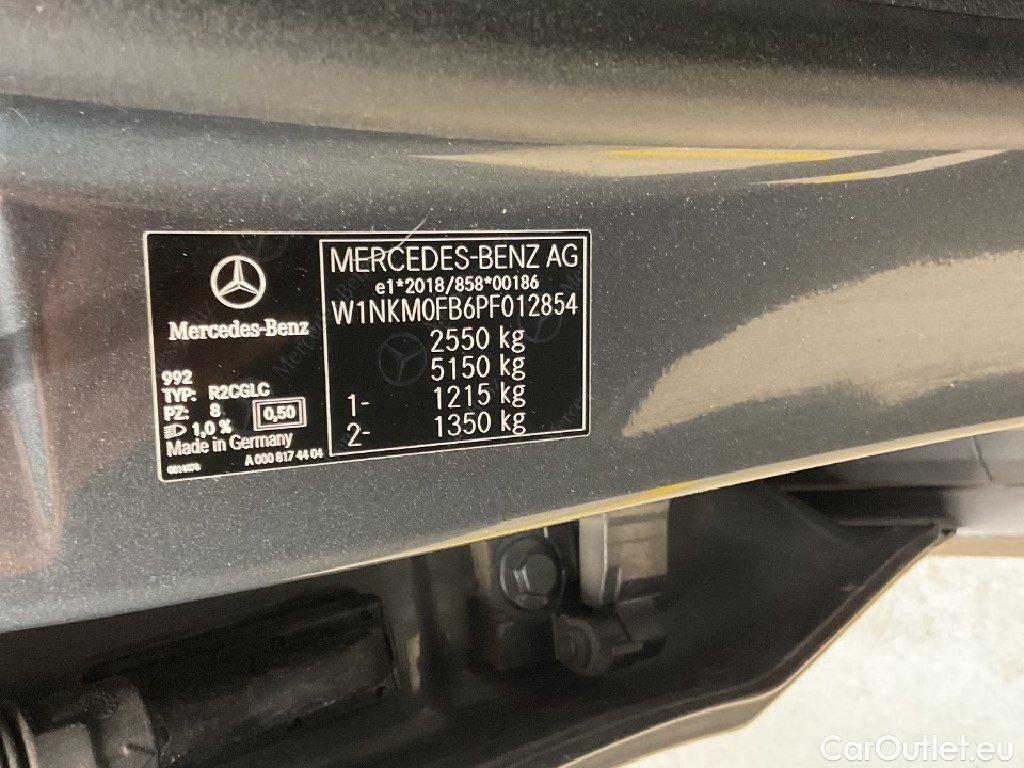 Mercedes-Benz
992
TYP: R2CGLC
PZ: 8 0,50
1,0 %
Made in Germany
A 000 817 44 04
MERCEDES-BENZ AG
e1*2018/858*00186
W1NKM0FB6PF012854
2550 kg
5150 kg
1- 1215 kg
2- 1350 kg
CarOutlet.eu